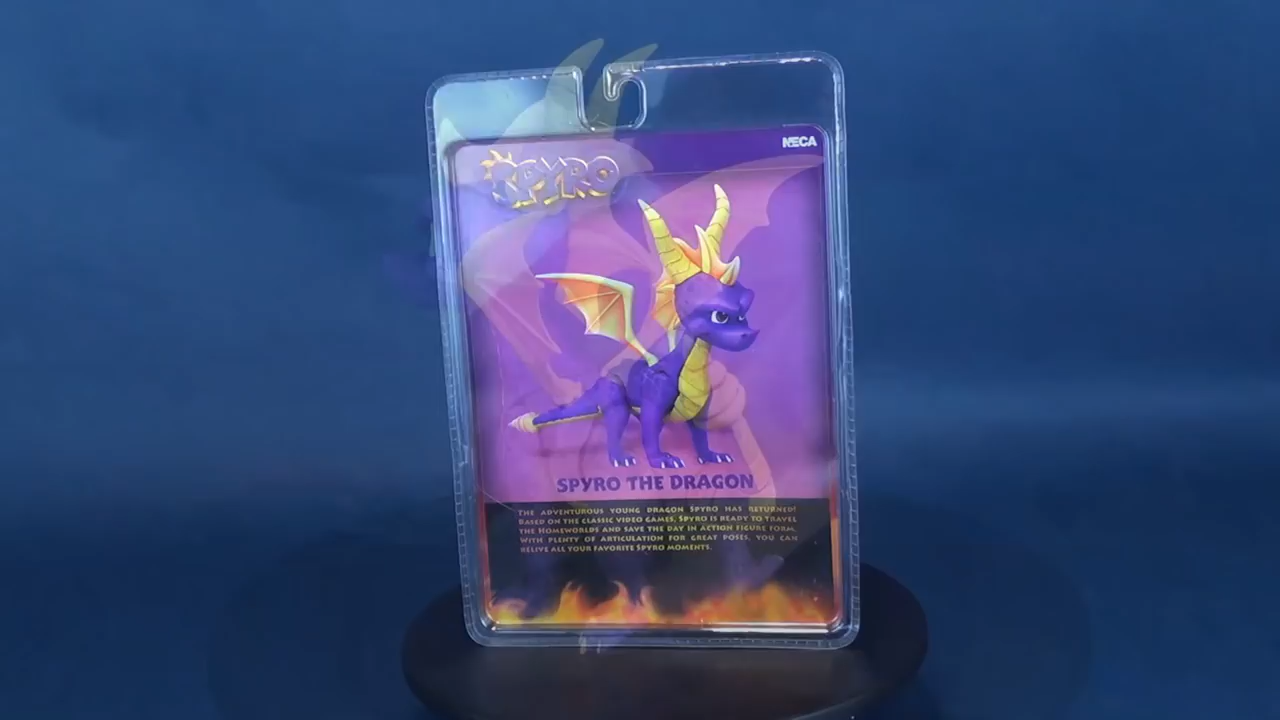 NECA
SPYRO
SPYRO THE DRAGON
THE ADVENTUROUS YOUNG DRAGON SPYRO HAS RETURNED!
BASED ON THE CLASSIC VIDEO GAMES, SPYRO IS READY TO TRAVEL
THE HOMEWORLDS AND SAVE THE DAY IN ACTION FIGURE FORM.
WITH PLENTY OF ARTICULATION FOR GREAT POSES, YOU CAN
RELIVE ALL YOUR FAVORITE SPYRO MOMENTS.